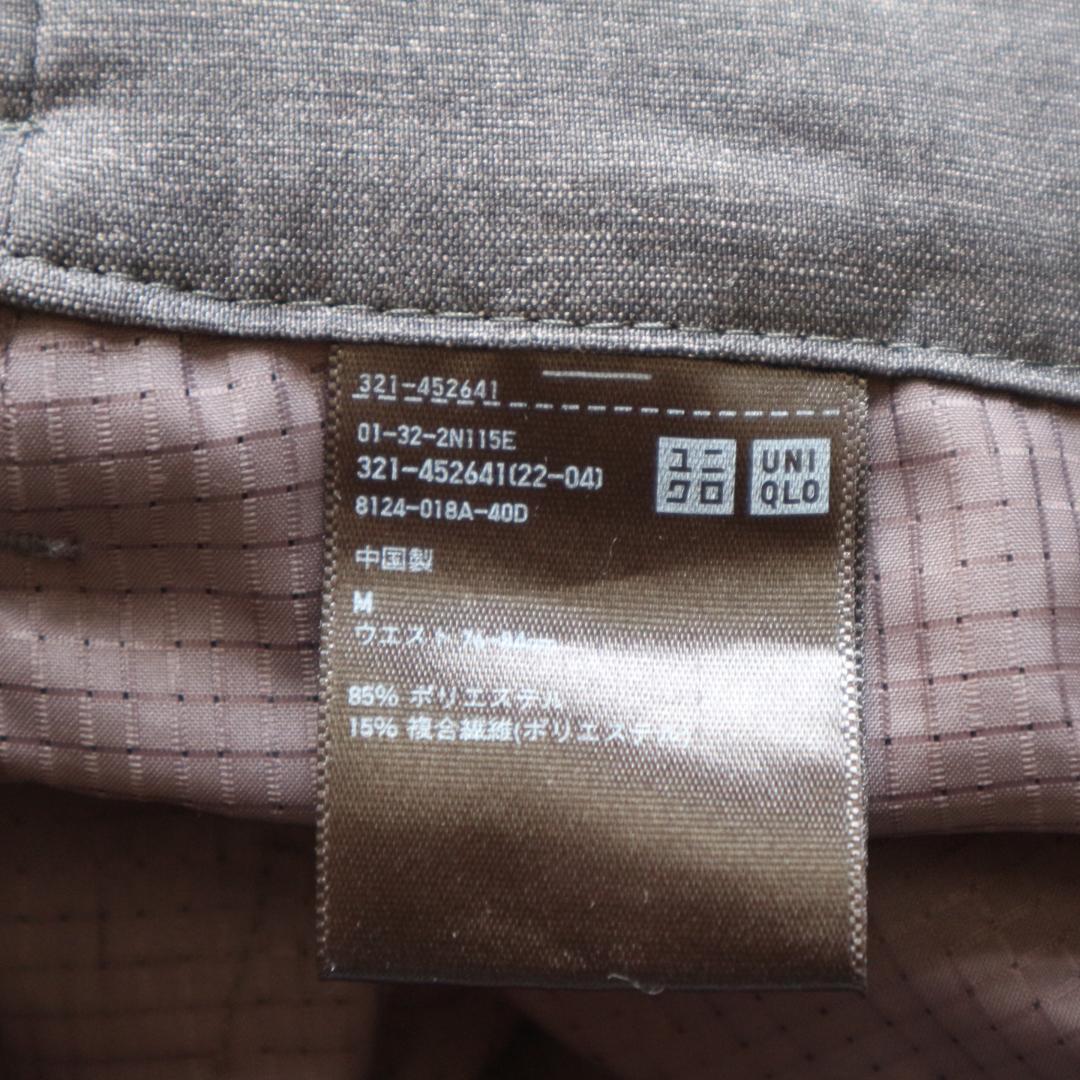 321-452641
01-32-2N115E
321-452641(22-04)
8124-018A-40D
ユニ
クロ
UNI
QLO
中国製
M
ウエスト
85% ポリエステル
15% 複合繊維(ポリエステル)